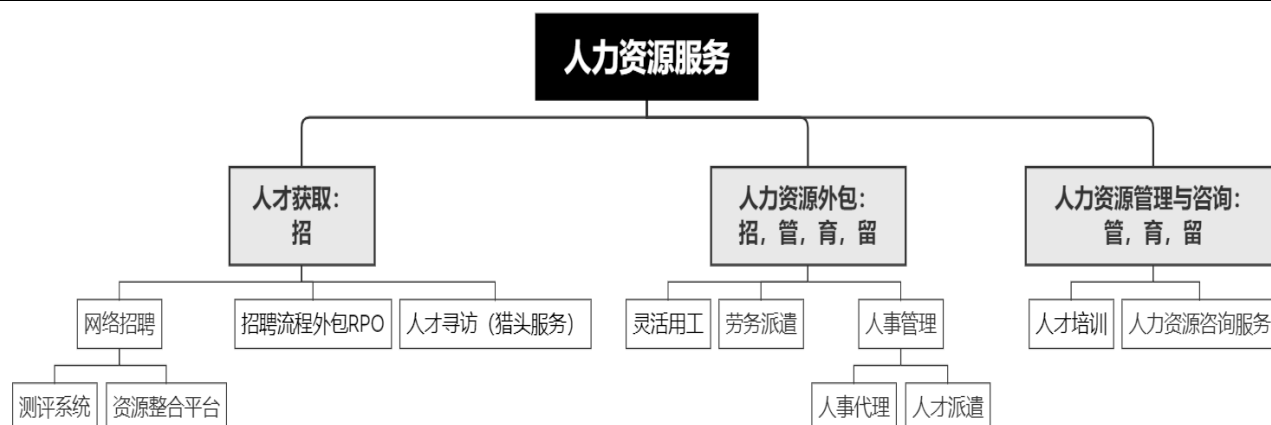 人力资源服务
人才获取：
招
人力资源外包：
招，管，育，留
人力资源管理与咨询：
管，育，留
网络招聘
招聘流程外包RPO
人才寻访（猎头服务）
灵活用工
劳务派遣
人事管理
人才培训
人力资源咨询服务
测评系统
资源整合平台
人事代理
人才派遣